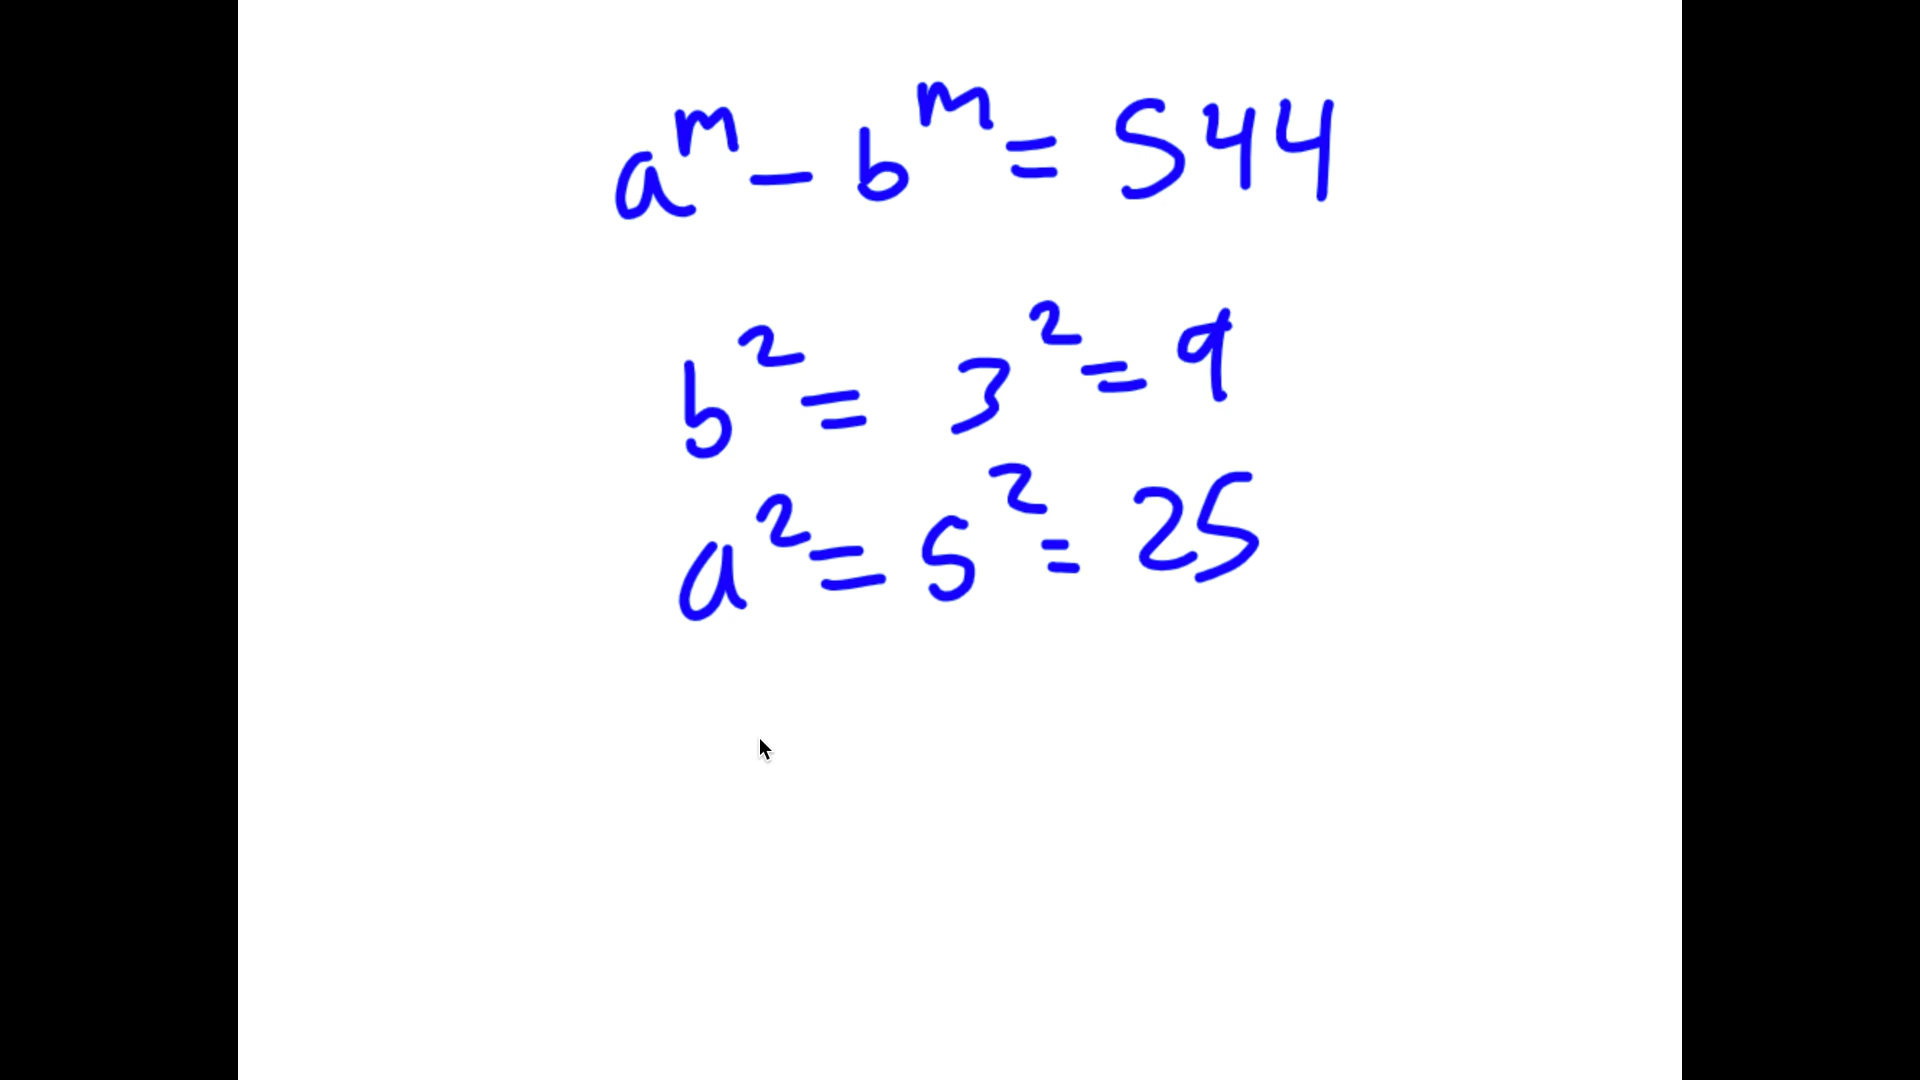 a^m - b^m = 544
b^2 = 3^2 = 9
a^2 = 5^2 = 25